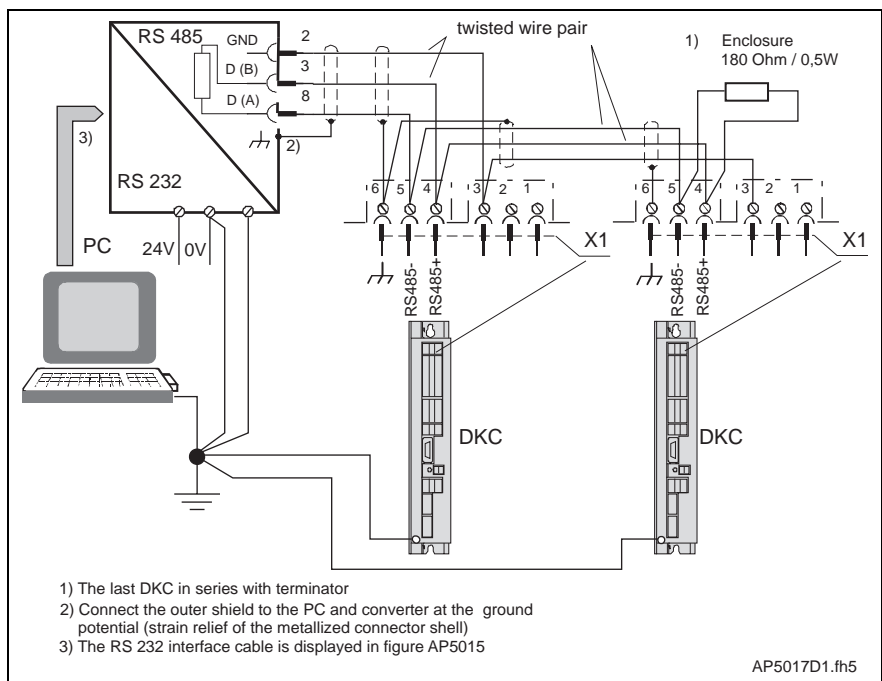 RS 485
GND
2
D (B)
3
D (A)
8
2)
3)
RS 232
PC
24V
0V
twisted wire pair
1) Enclosure
180 Ohm / 0,5W
6 5 4 3 2 1
6 5 4 3 2 1
X1
X1
RS485-
RS485+
RS485-
RS485+
DKC
DKC
1) The last DKC in series with terminator
2) Connect the outer shield to the PC and converter at the ground
potential (strain relief of the metallized connector shell)
3) The RS 232 interface cable is displayed in figure AP5015
AP5017D1.fh5